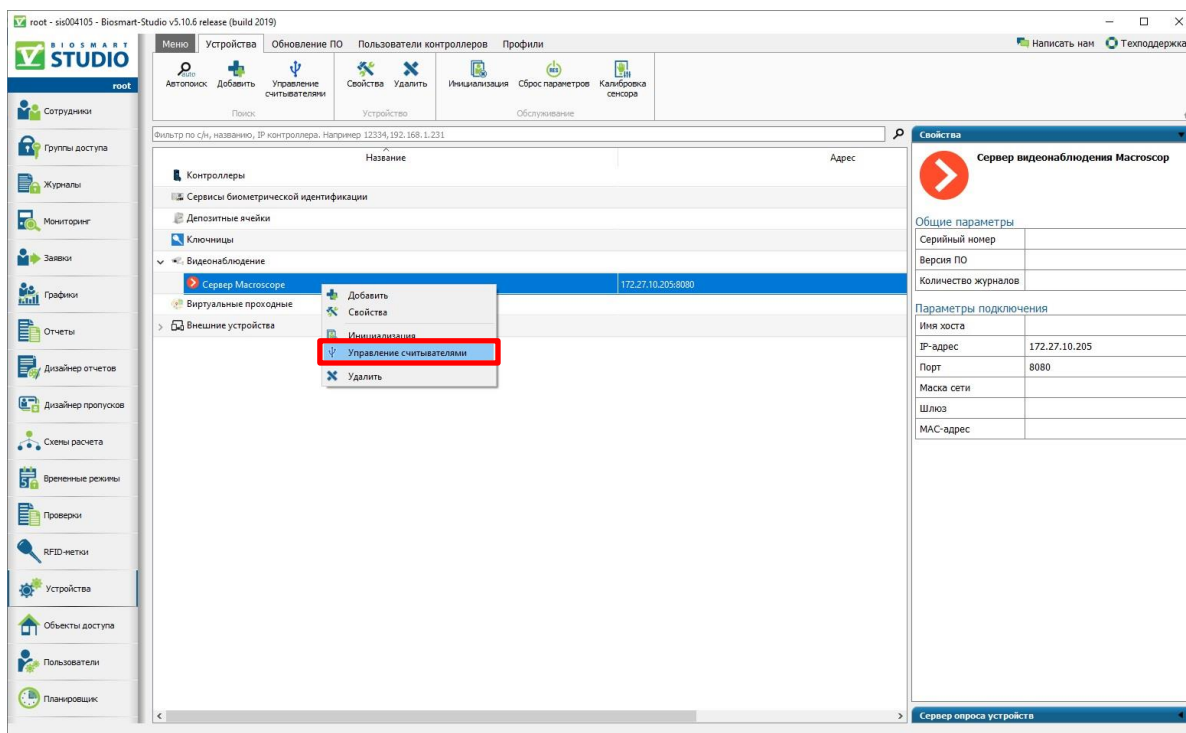 root - sis004105 - Biosmart-Studio v5.10.6 release (build 2019)
BIOSMART
STUDIO
root
Меню Устройства Обновление ПО Пользователи контроллеров Профили
Написать нам Техподдержка
Автопоиск Добавить Управление считывателями Свойства Удалить Инициализация Сброс параметров Калибровка сенсора
Поиск Устройство Обслуживание
Сотрудники
Группы доступа
Журналы
Мониторинг
Заявки
Графики
Отчеты
Дизайнер отчетов
Дизайнер пропусков
Схемы расчета
Временные режимы
Проверки
RFID-метки
Устройства
Объекты доступа
Пользователи
Планировщик
Фильтр по с/н, названию, IP контроллера. Например 12334,192.168.1.231
Название Адрес
Контроллеры
Сервисы биометрической идентификации
Депозитные ячейки
Ключницы
Видеонаблюдение
Сервер Macroscope 172.27.10.205:8080
Виртуальные проходные
Внешние устройства
Добавить
Свойства
Инициализация
Управление считывателями
Удалить
Свойства
Сервер видеонаблюдения Macroscop
Общие параметры
Серийный номер
Версия ПО
Количество журналов
Параметры подключения
Имя хоста
IP-адрес 172.27.10.205
Порт 8080
Маска сети
Шлюз
MAC-адрес
Сервер опроса устройств